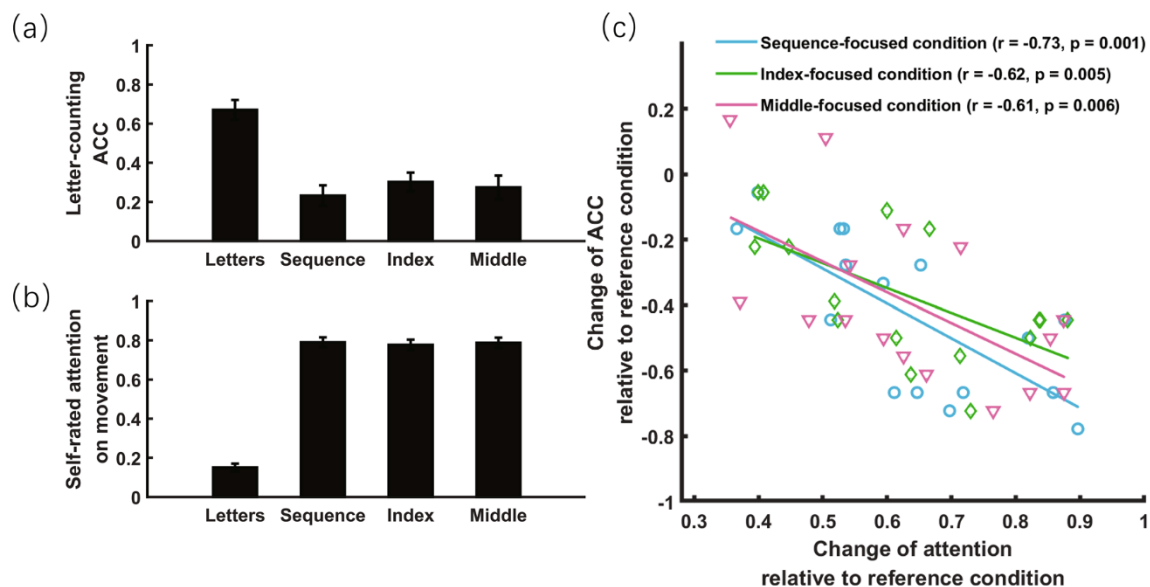 (a)
1
0.8
0.6
0.4
0.2
0
Letter-counting
ACC
Letters Sequence Index Middle
(b)
1
0.8
0.6
0.4
0.2
0
Self-rated attention
on movement
Letters Sequence Index Middle
(c)
Sequence-focused condition (r = -0.73, p = 0.001)
Index-focused condition (r = -0.62, p = 0.005)
Middle-focused condition (r = -0.61, p = 0.006)
0.2
0
-0.2
-0.4
-0.6
-0.8
-1
Change of ACC
relative to reference condition
0.3 0.4 0.5 0.6 0.7 0.8 0.9 1
Change of attention
relative to reference condition